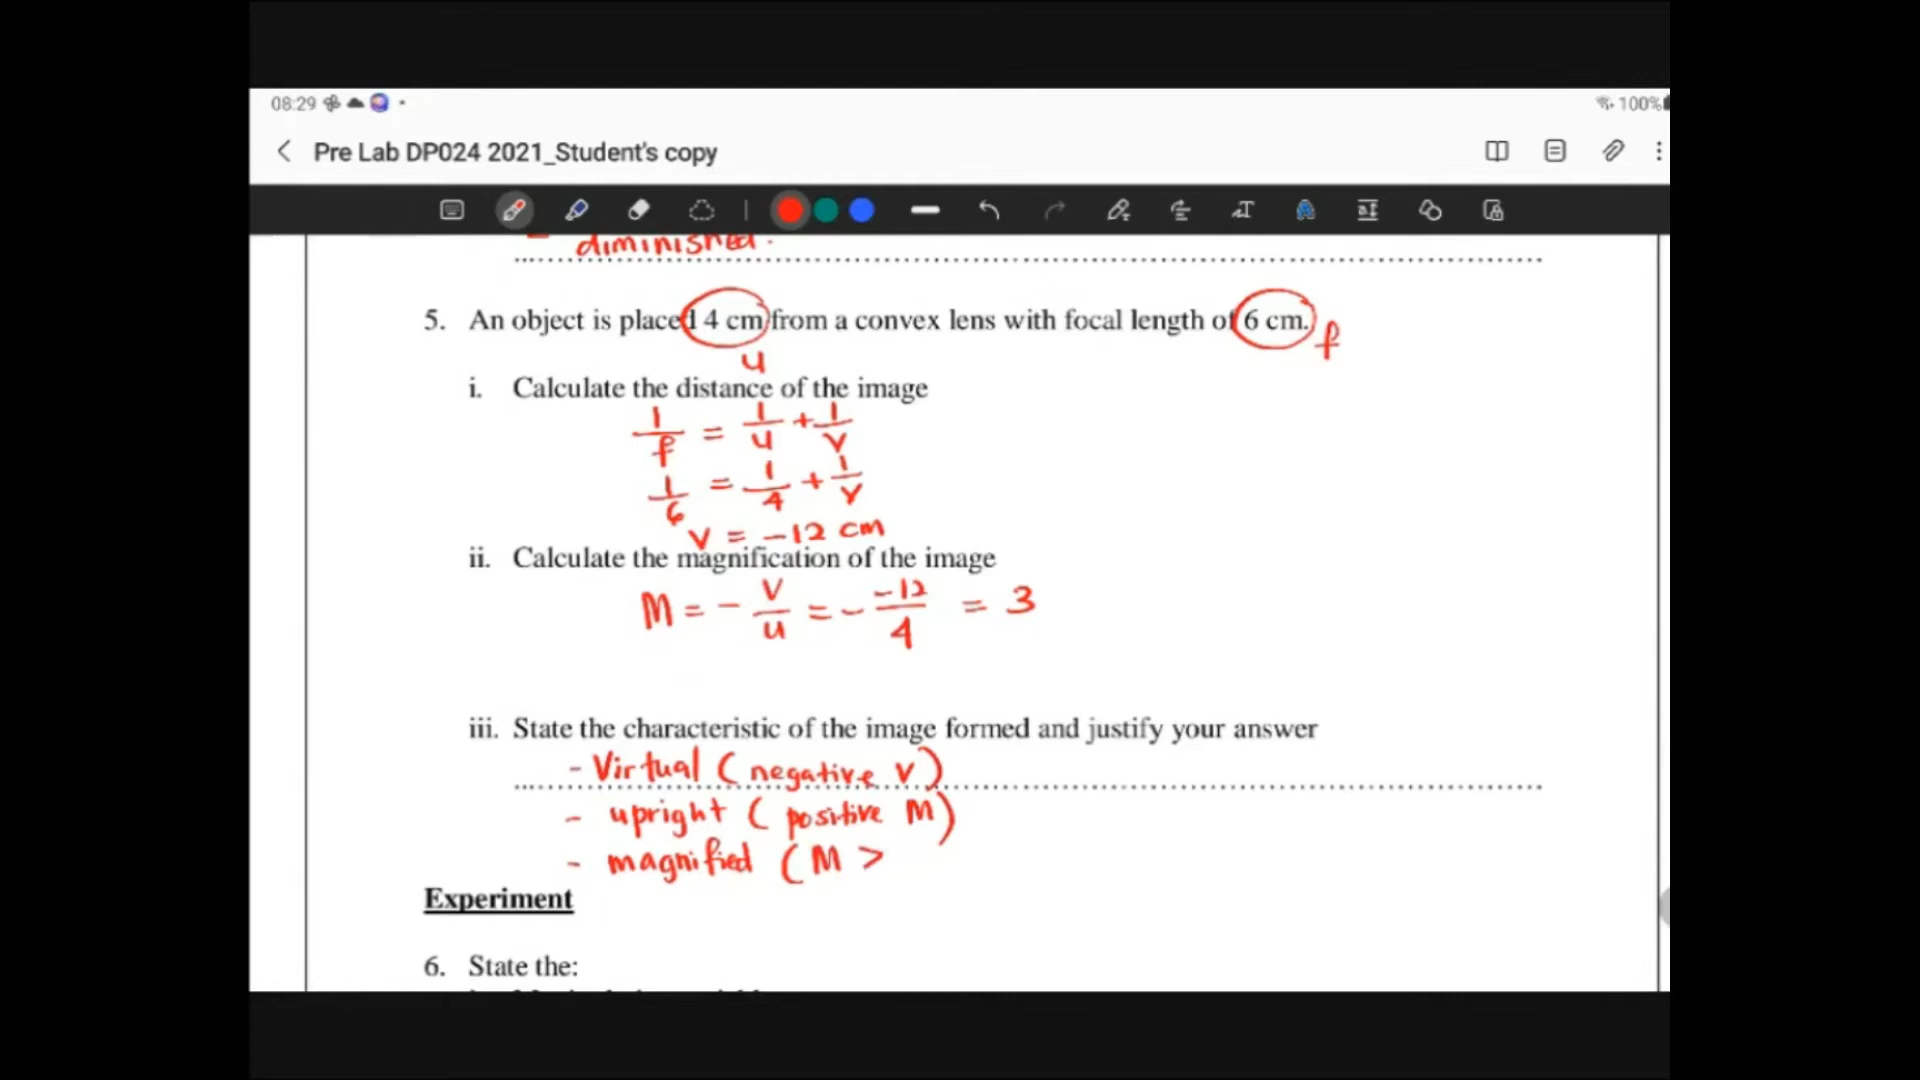 08:29
100%
Pre Lab DP024 2021_Student's copy
- diminished.
5. An object is placed 4 cm from a convex lens with focal length of 6 cm.
u
f
i. Calculate the distance of the image
1/f = 1/u + 1/v
1/6 = 1/4 + 1/v
v = -12 cm
ii. Calculate the magnification of the image
M = - v/u = - -12/4 = 3
iii. State the characteristic of the image formed and justify your answer
- Virtual (negative v)
- upright (positive M)
- magnified (M >
Experiment
6. State the: